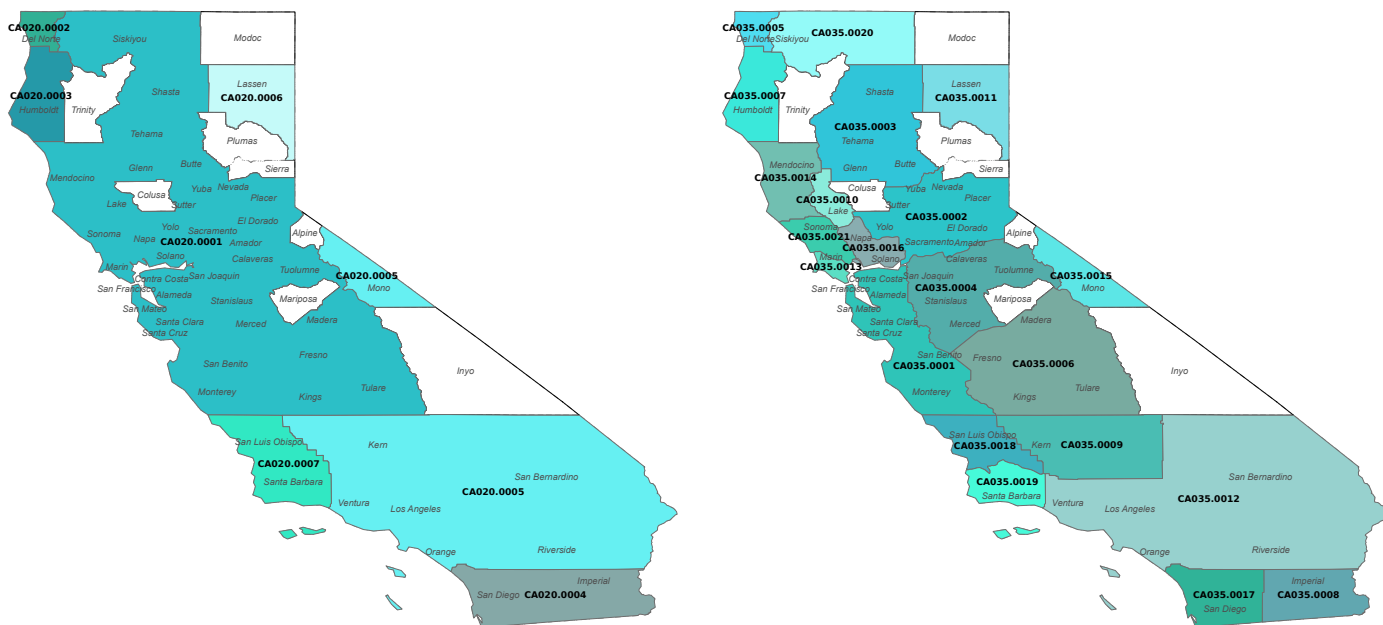 CA020.0002
Del Norte
Siskiyou
Modoc
Lassen
CA020.0006
Shasta
CA020.0003
Humboldt
Trinity
Tehama
Plumas
Glenn
Butte
Sierra
Mendocino
Colusa
Yuba
Nevada
Lake
Sutter
Placer
Sonoma
Yolo
El Dorado
Sacramento
Napa
CA020.0001
Amador
Alpine
Solano
Calaveras
Marin
Contra Costa
San Joaquin
Tuolumne
CA020.0005
Mono
San Francisco
Alameda
Stanislaus
Mariposa
San Mateo
Santa Clara
Santa Cruz
Merced
Madera
San Benito
Fresno
Inyo
Monterey
Kings
Tulare
San Luis Obispo
Kern
CA020.0007
Santa Barbara
San Bernardino
CA020.0005
Ventura
Los Angeles
Orange
Riverside
Imperial
San Diego
CA020.0004
CA035.0005
Del Norte
Siskiyou
CA035.0020
Modoc
Lassen
CA035.0011
Shasta
CA035.0007
Humboldt
Trinity
CA035.0003
Tehama
Plumas
Mendocino
Glenn
Butte
Sierra
CA035.0014
Colusa
Yuba
Nevada
CA035.0010
Lake
Sutter
Placer
CA035.0002
Sonoma
Yolo
El Dorado
CA035.0021
Napa
Sacramento
Amador
CA035.0016
Marin
Solano
Calaveras
CA035.0013
Contra Costa
San Joaquin
Tuolumne
CA035.0015
Mono
San Francisco
Alameda
CA035.0004
Stanislaus
Mariposa
San Mateo
Santa Clara
Santa Cruz
Merced
Madera
San Benito
Fresno
CA035.0001
CA035.0006
Inyo
Monterey
Kings
Tulare
San Luis Obispo
CA035.0018
Kern
CA035.0009
CA035.0019
Santa Barbara
San Bernardino
CA035.0012
Ventura
Los Angeles
Orange
Riverside
Imperial
CA035.0017
CA035.0008
San Diego